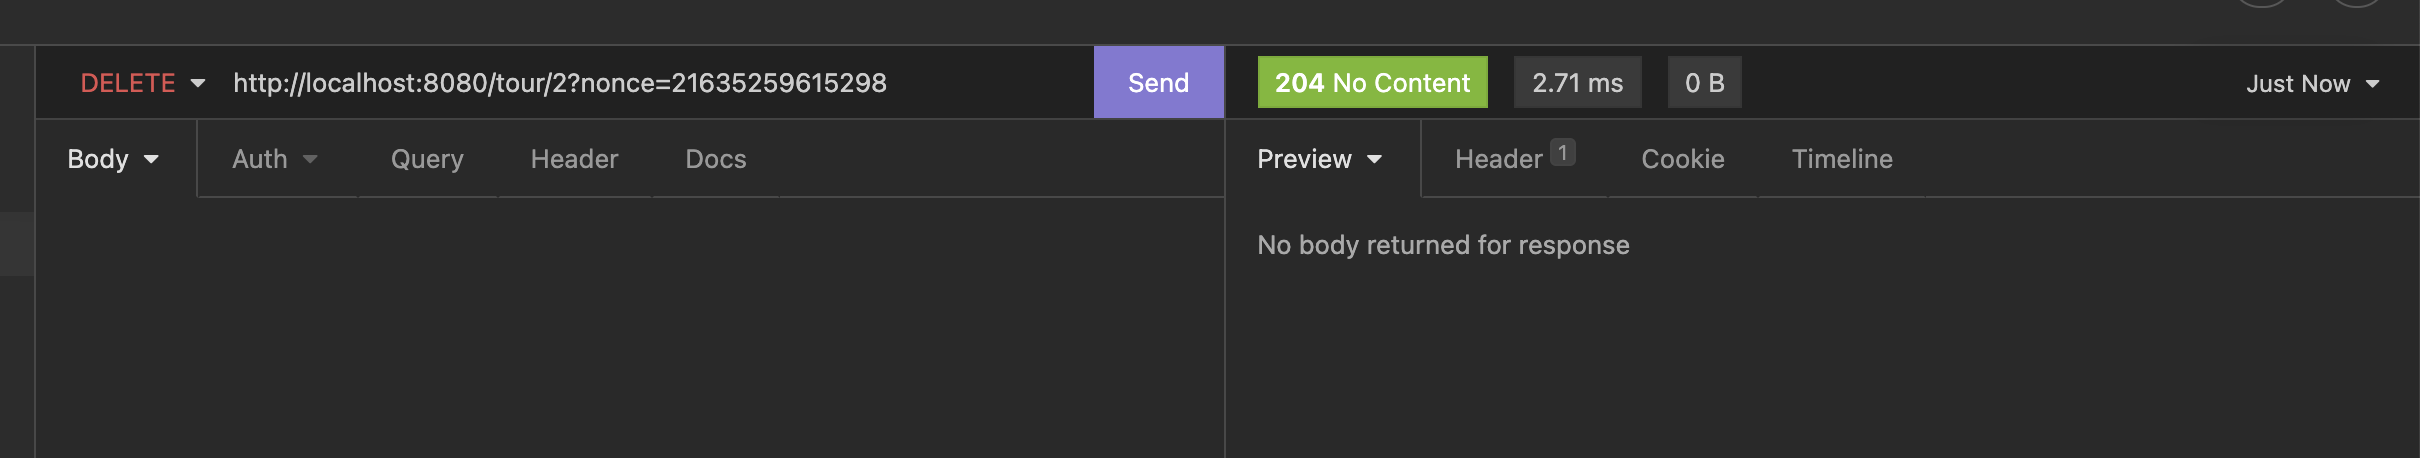 DELETE http://localhost:8080/tour/2?nonce=21635259615298 Send
Body Auth Query Header Docs
204 No Content 2.71 ms 0 B Just Now
Preview Header 1 Cookie Timeline
No body returned for response